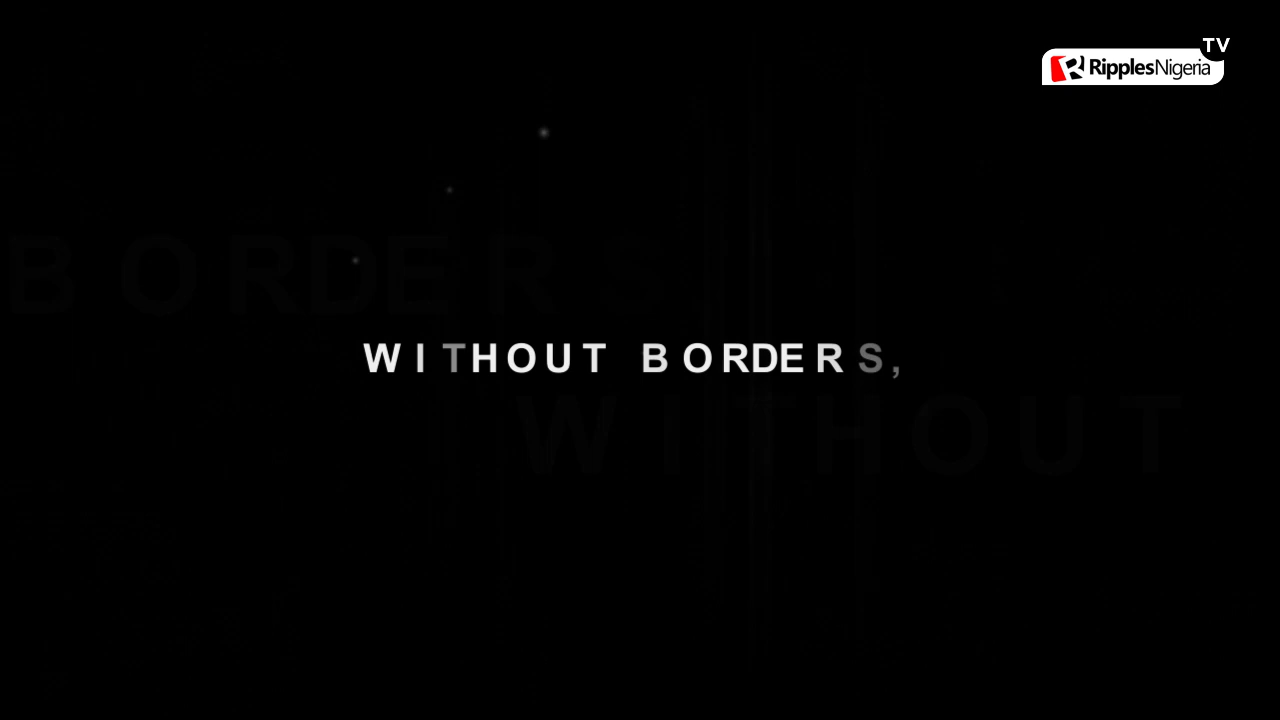 TV
RipplesNigeria
BORDERS,
WITHOUT BORDERS,
WITHOUT